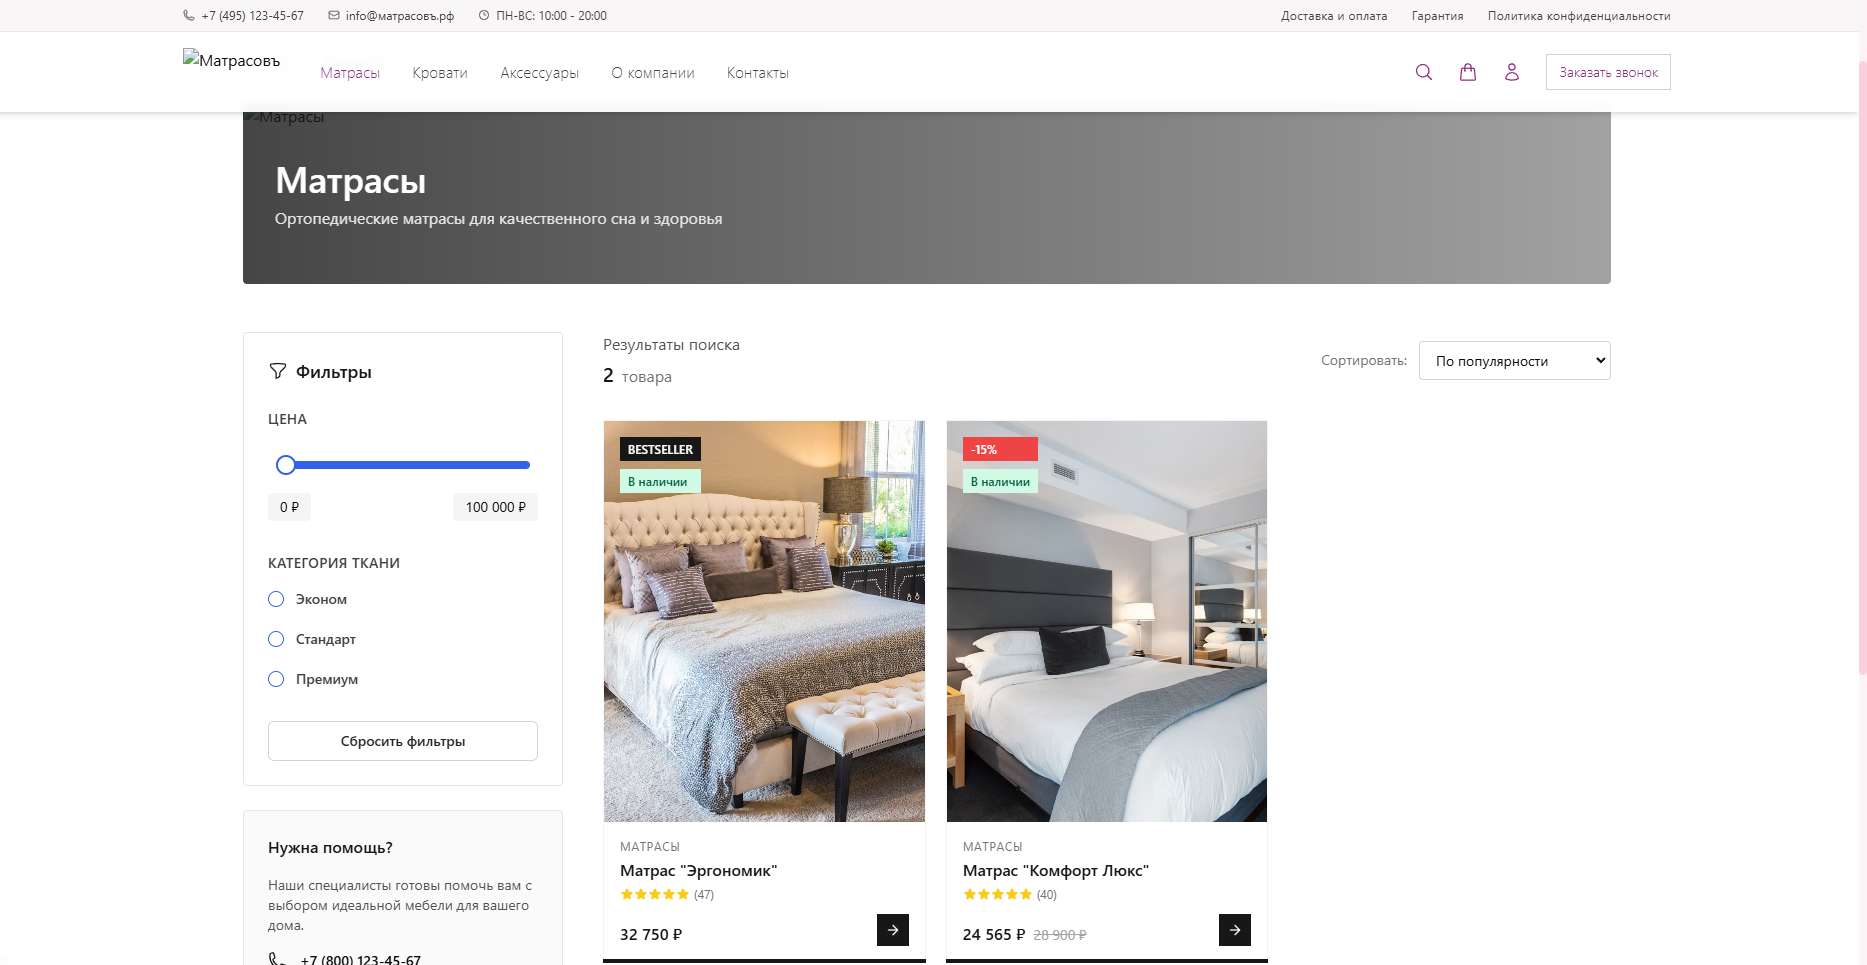 +7 (495) 123-45-67
info@матрасовъ.рф
ПН-ВС: 10:00 - 20:00
Доставка и оплата
Гарантия
Политика конфиденциальности
Матрасовъ
Матрасы
Кровати
Аксессуары
О компании
Контакты
Заказать звонок
Матрасы
Матрасы
Ортопедические матрасы для качественного сна и здоровья
Фильтры
ЦЕНА
0 ₽
100 000 ₽
КАТЕГОРИЯ ТКАНИ
Эконом
Стандарт
Премиум
Сбросить фильтры
Нужна помощь?
Наши специалисты готовы помочь вам с
выбором идеальной мебели для вашего
дома.
+7 (800) 123-45-67
Результаты поиска
2 товара
Сортировать:
По популярности
BESTSELLER
В наличии
МАТРАСЫ
Матрас "Эргономик"
(47)
32 750 ₽
-15%
В наличии
МАТРАСЫ
Матрас "Комфорт Люкс"
(40)
24 565 ₽ 28 900 ₽